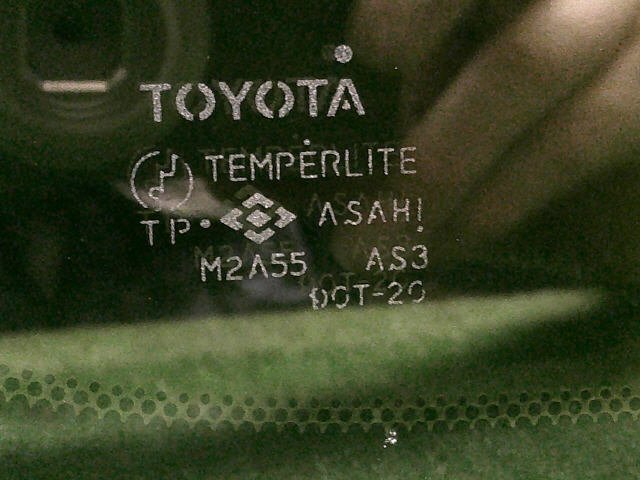 TOYOTA
TEMPERLITE
TP ASAHI
M2A55 AS3
DOT-20